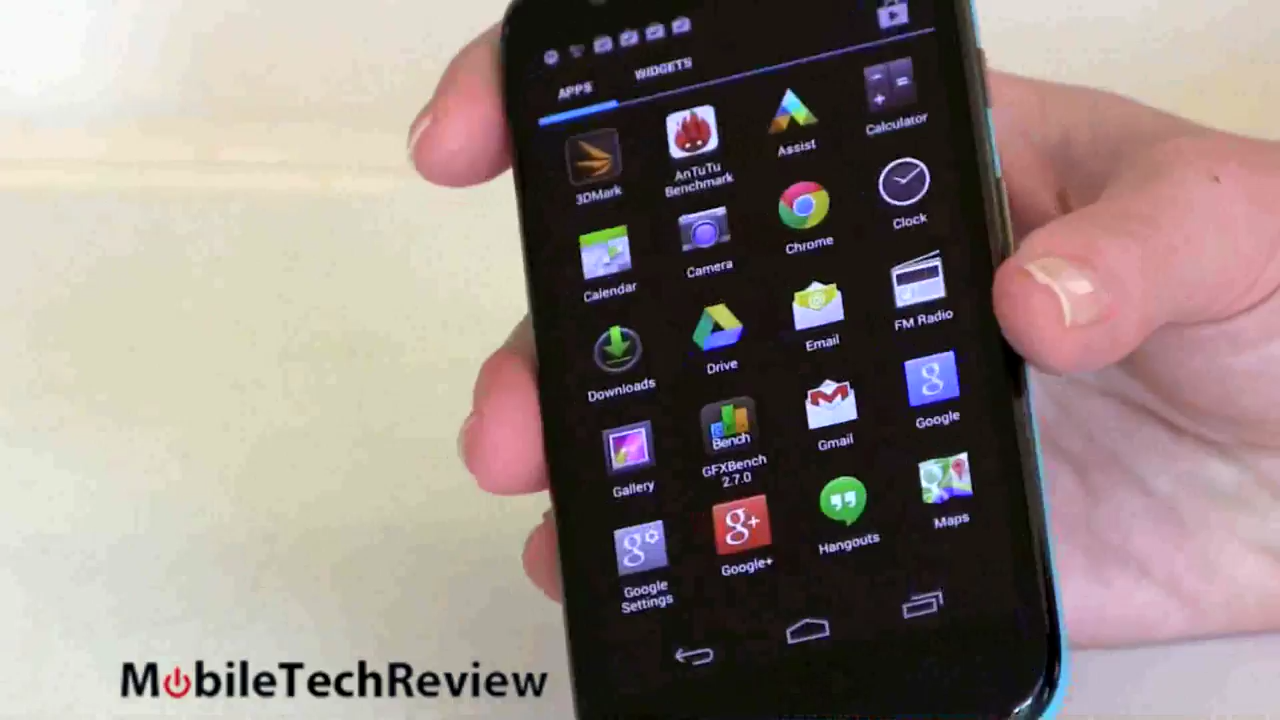 APPS
WIDGETS
3DMark
AnTuTu
Benchmark
Assist
Calculator
Calendar
Camera
Chrome
Clock
Downloads
Drive
Email
FM Radio
Gallery
Bench
GFXBench
2.7.0
Gmail
g
Google
g
Google
Settings
g+
Google+
Hangouts
g
Maps
MobileTechReview